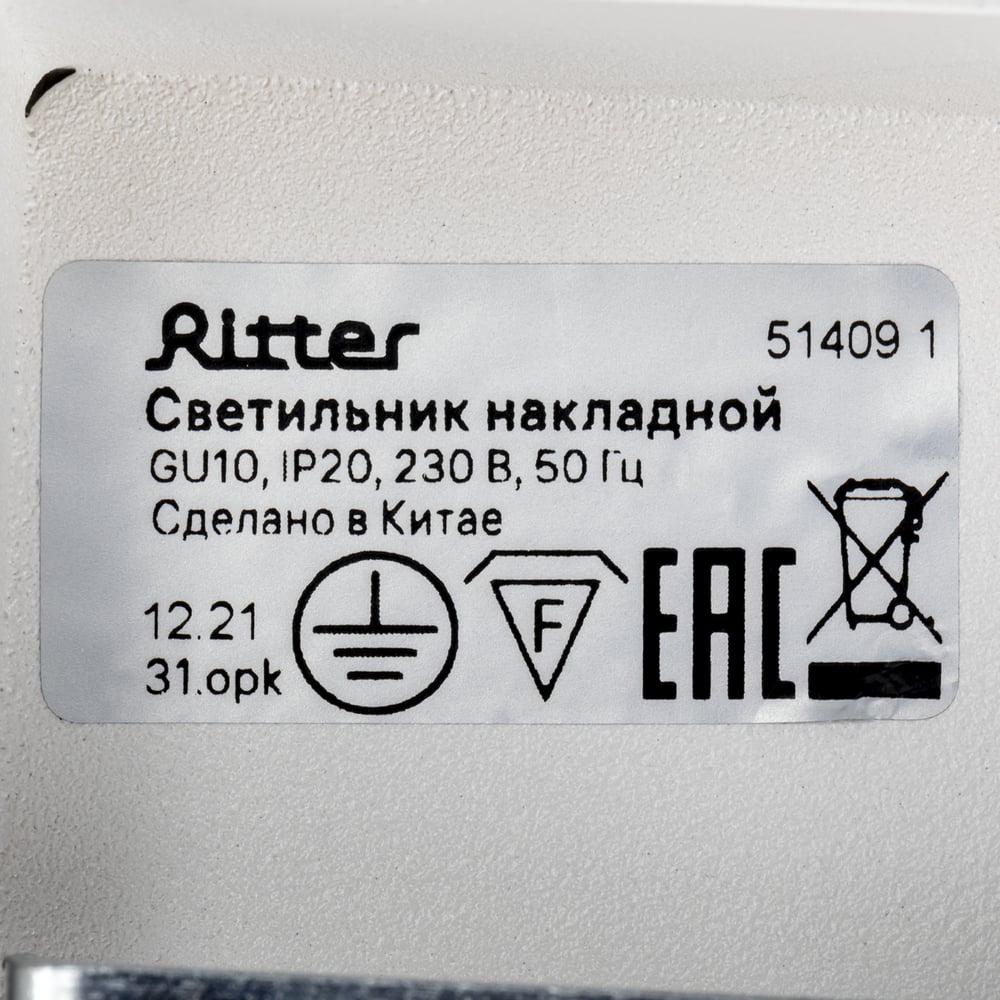 Ritter 51409 1
Светильник накладной
GU10, IP20, 230 В, 50 Гц
Сделано в Китае
12.21
31.opk
F
EAC